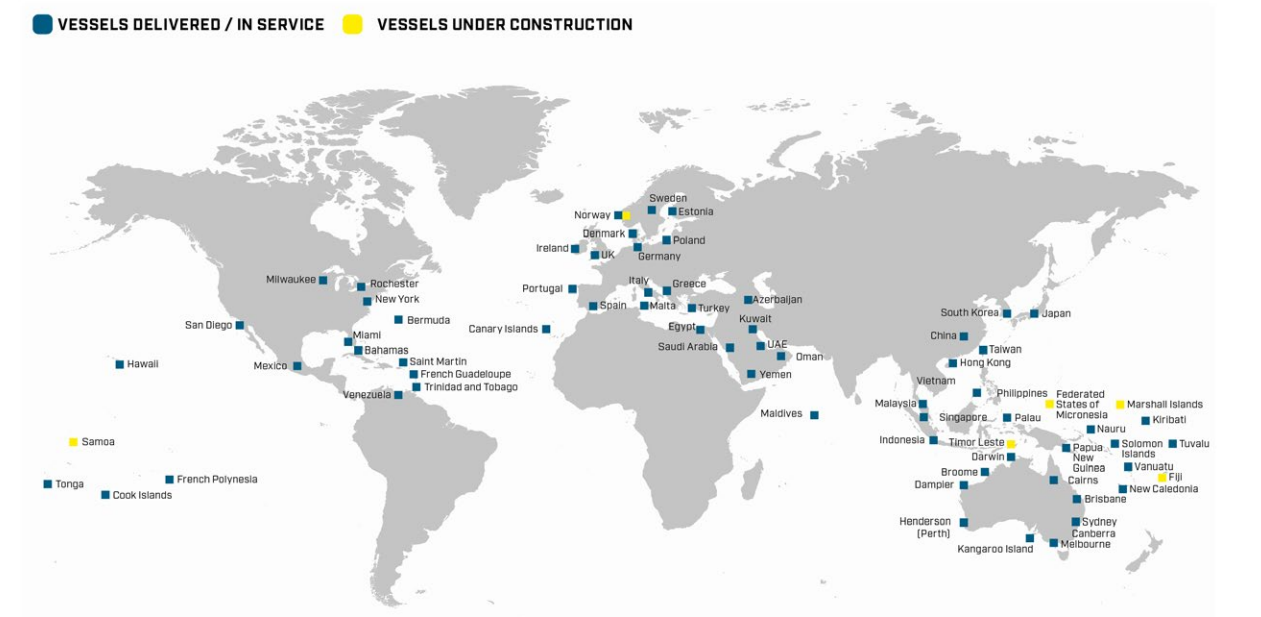 VESSELS DELIVERED / IN SERVICE
VESSELS UNDER CONSTRUCTION
Sweden
Norway
Estonia
Denmark
Poland
Ireland
UK
Germany
Milwaukee
Rochester
New York
Portugal
Italy
Greece
Spain
Malta
Turkey
Azerbaijan
San Diego
Bermuda
Canary Islands
Egypt
Kuwait
South Korea
Japan
Miami
Bahamas
Saudi Arabia
UAE
Oman
China
Taiwan
Hawaii
Mexico
Saint Martin
French Guadeloupe
Trinidad and Tobago
Venezuela
Yemen
Hong Kong
Vietnam
Philippines
Federated
States of
Micronesia
Marshall Islands
Malaysia
Maldives
Singapore
Palau
Kiribati
Nauru
Samoa
Indonesia
Timor Leste
Papua
New
Guinea
Solomon
Islands
Tuvalu
Darwin
Vanuatu
Broome
Fiji
Tonga
French Polynesia
Cook Islands
Dampier
Cairns
New Caledonia
Brisbane
Henderson
(Perth)
Sydney
Canberra
Kangaroo Island
Melbourne